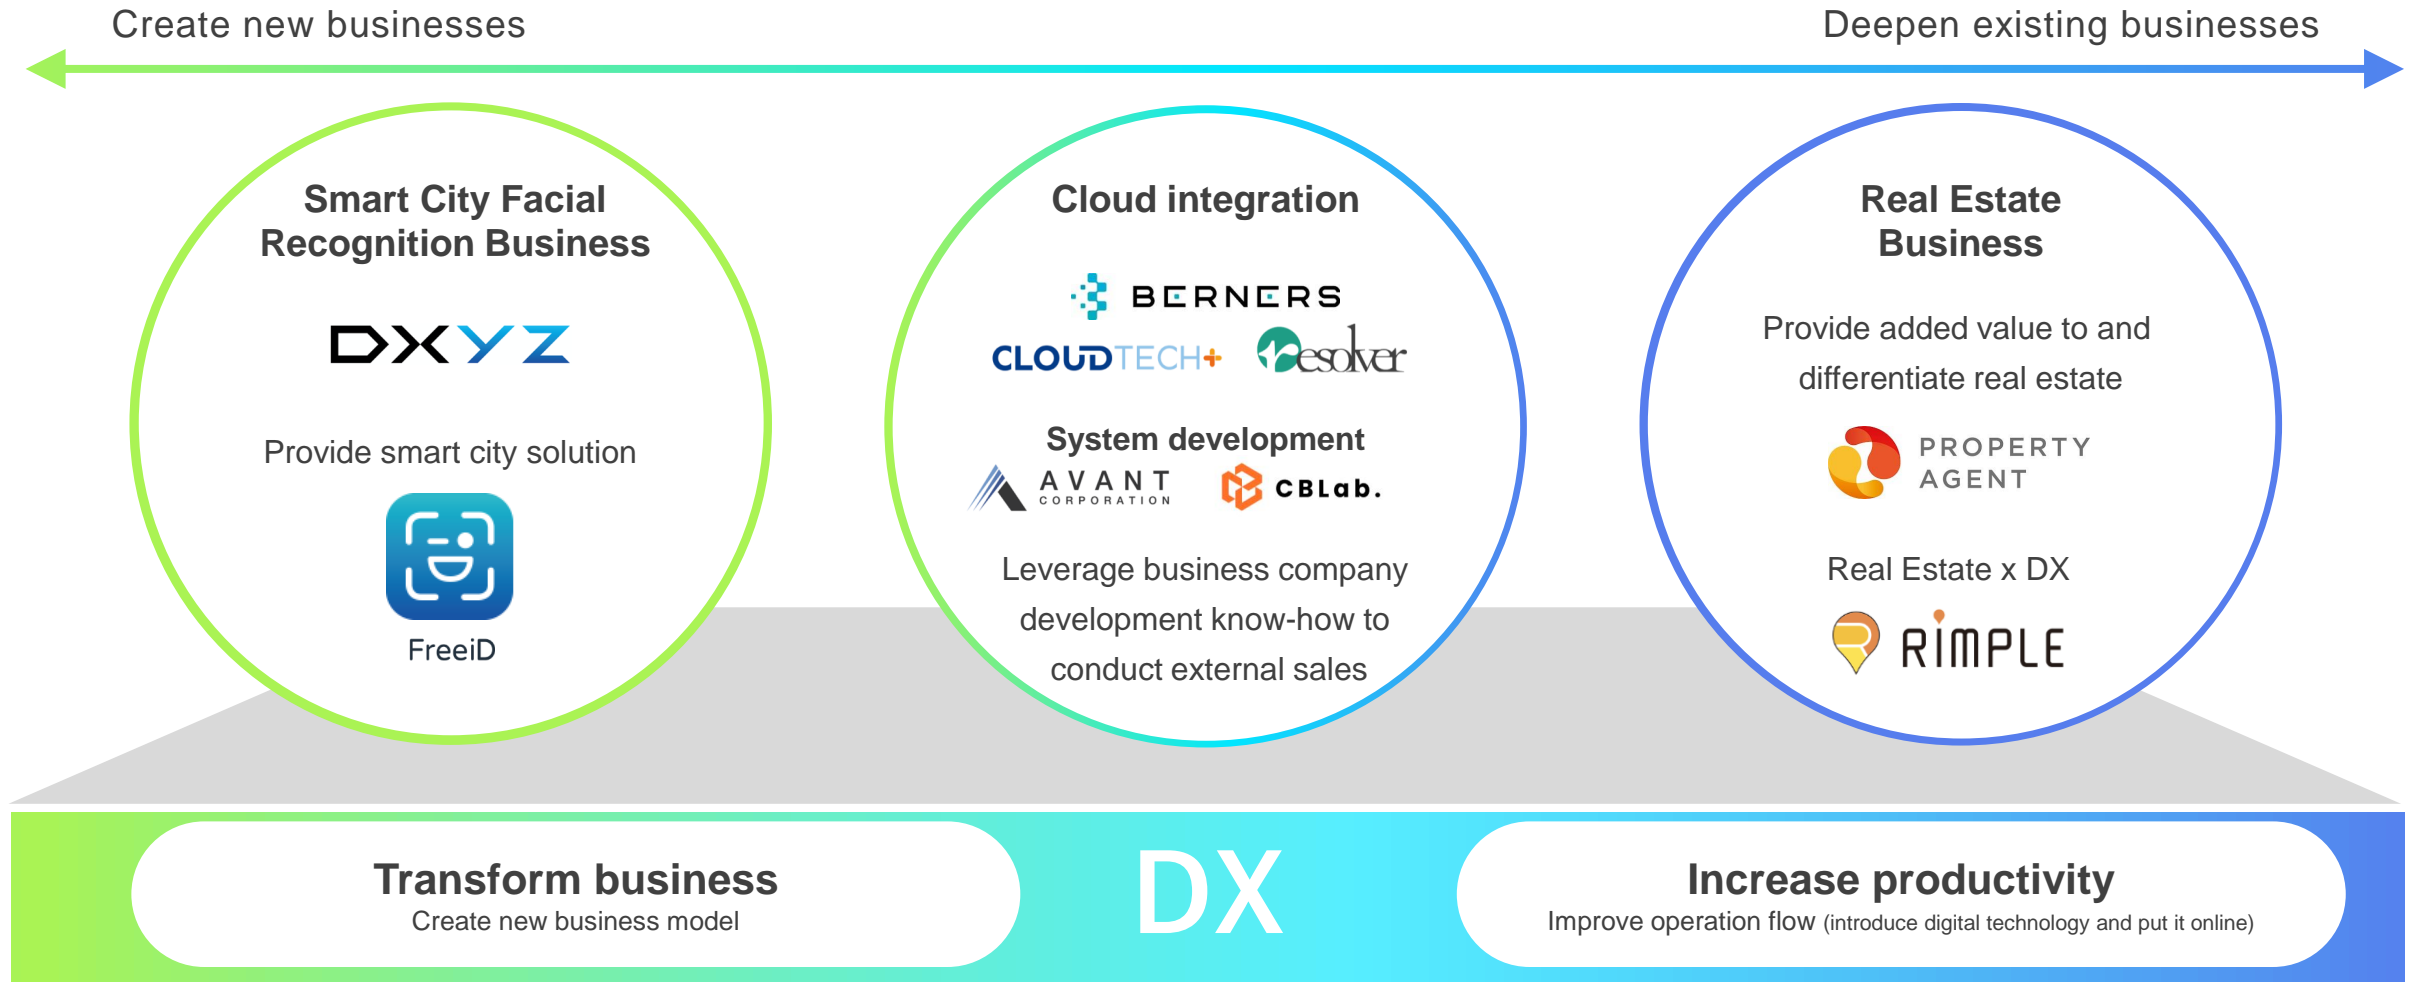 Create new businesses
Deepen existing businesses
Smart City Facial
Recognition Business
DXYZ
Provide smart city solution
FreeiD
Cloud integration
BERNERS
CLOUDTECH+
Resolver
System development
AVANT
CORPORATION
CBLab.
Leverage business company
development know-how to
conduct external sales
Real Estate
Business
Provide added value to and
differentiate real estate
PROPERTY
AGENT
Real Estate x DX
RIMPLE
Transform business
Create new business model
DX
Increase productivity
Improve operation flow (introduce digital technology and put it online)